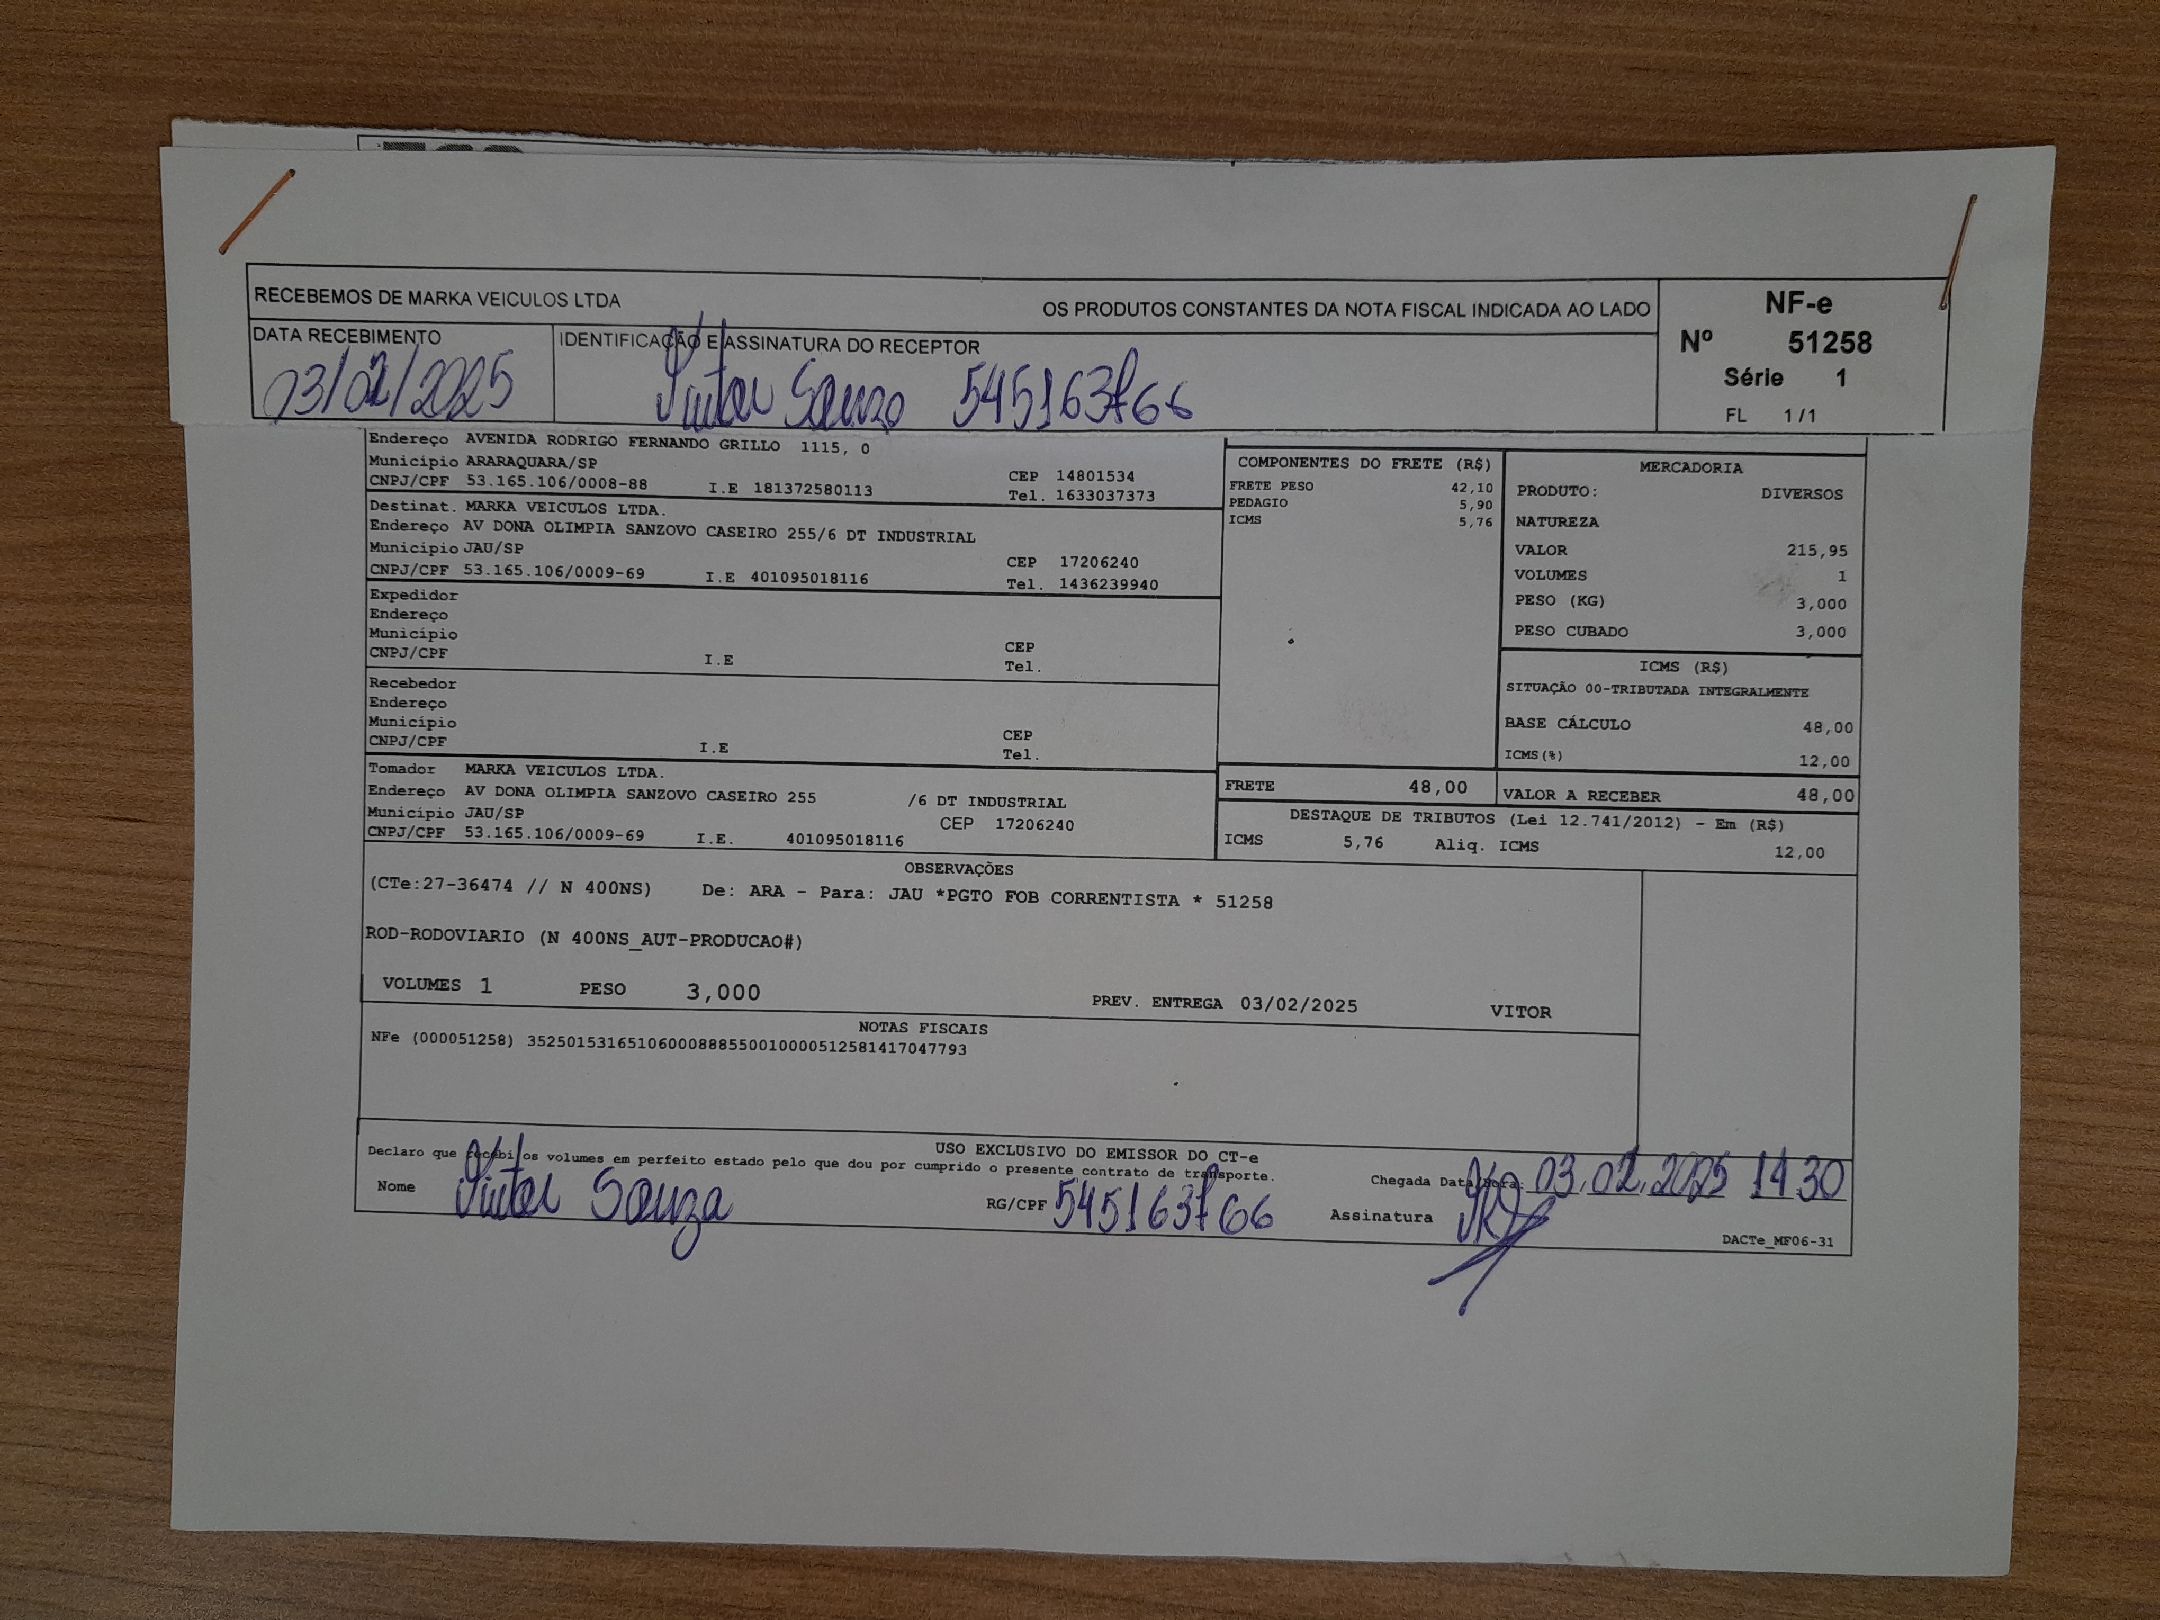 RECEBEMOS DE MARKA VEICULOS LTDA OS PRODUTOS CONSTANTES DA NOTA FISCAL INDICADA AO LADO
DATA RECEBIMENTO IDENTIFICAÇÃO E ASSINATURA DO RECEPTOR
03/02/2025 Vitor Souza 545163766
NF-e
Nº 51258
Série 1
FL 1/1
Endereço AVENIDA RODRIGO FERNANDO GRILLO 1115, 0
Município ARARAQUARA/SP CEP 14801534
CNPJ/CPF 53.165.106/0008-88 I.E 181372580113 Tel. 1633037373
Destinat. MARKA VEICULOS LTDA.
Endereço AV DONA OLIMPIA SANZOVO CASEIRO 255/6 DT INDUSTRIAL
Município JAU/SP CEP 17206240
CNPJ/CPF 53.165.106/0009-69 I.E 401095018116 Tel. 1436239940
Expedidor
Endereço
Município CEP
CNPJ/CPF I.E Tel.
Recebedor
Endereço
Município CEP
CNPJ/CPF I.E Tel.
Tomador MARKA VEICULOS LTDA.
Endereço AV DONA OLIMPIA SANZOVO CASEIRO 255 /6 DT INDUSTRIAL
Município JAU/SP CEP 17206240
CNPJ/CPF 53.165.106/0009-69 I.E. 401095018116
COMPONENTES DO FRETE (R$)
FRETE PESO 42,10
PEDAGIO 5,90
ICMS 5,76
MERCADORIA
PRODUTO: DIVERSOS
NATUREZA
VALOR 215,95
VOLUMES 1
PESO (KG) 3,000
PESO CUBADO 3,000
ICMS (R$)
SITUAÇÃO 00-TRIBUTADA INTEGRALMENTE
BASE CÁLCULO 48,00
ICMS(%) 12,00
FRETE 48,00 VALOR A RECEBER 48,00
DESTAQUE DE TRIBUTOS (Lei 12.741/2012) - Em (R$)
ICMS 5,76 Aliq. ICMS 12,00
OBSERVAÇÕES
(CTe:27-36474 // N 400NS) De: ARA - Para: JAU *PGTO FOB CORRENTISTA * 51258
ROD-RODOVIARIO (N 400NS_AUT-PRODUCAO#)
VOLUMES 1 PESO 3,000 PREV. ENTREGA 03/02/2025 VITOR
NOTAS FISCAIS
NFe (000051258) 35250153165106000888550010000512581417047793
USO EXCLUSIVO DO EMISSOR DO CT-e
Declaro que recebi os volumes em perfeito estado pelo que dou por cumprido o presente contrato de transporte.
Chegada Data/Hora: 03.02.2025 14 30
Nome Vitor Souza RG/CPF 545163766 Assinatura
DACTe_MF06-31